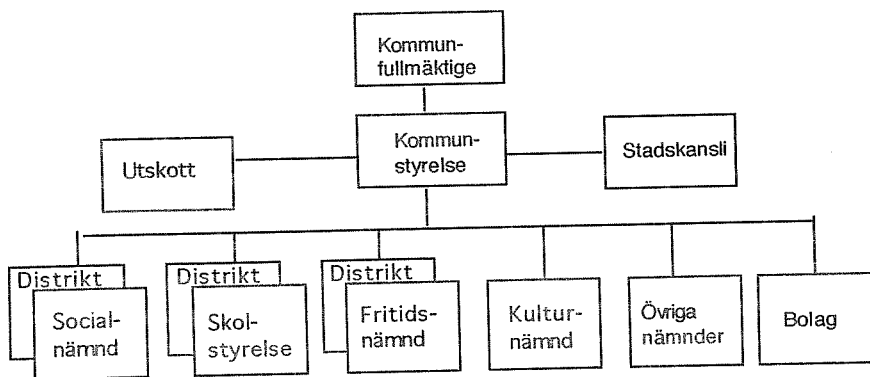 Kommun-
fullmäktige
Utskott
Kommun-
styrelse
Stadskansli
Distrikt
Social-
nämnd
Distrikt
Skol-
styrelse
Distrikt
Fritids-
nämnd
Kultur-
nämnd
Övriga
nämnder
Bolag